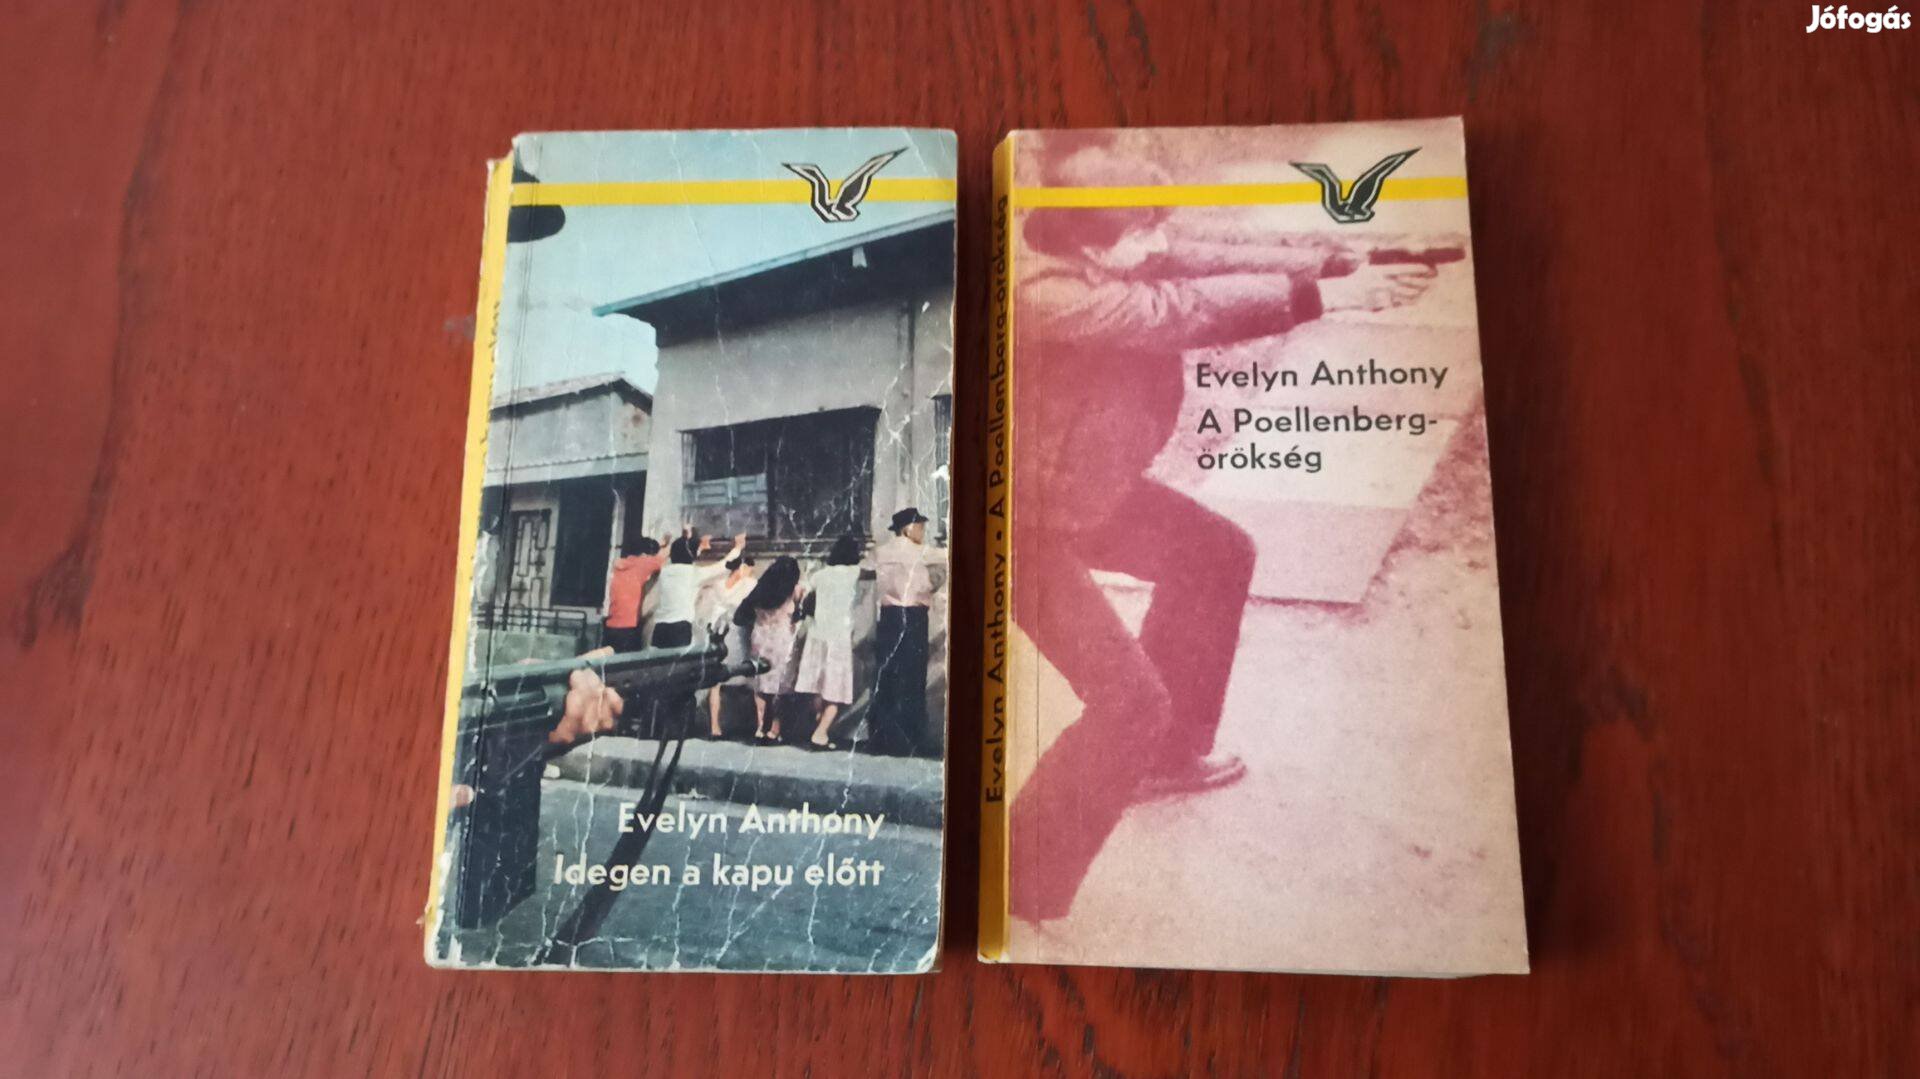 Jófogás
Evelyn Anthony
Idegen a kapu előtt
Evelyn Anthony • A Poellenberg-örökség
Evelyn Anthony
A Poellenberg-
örökség